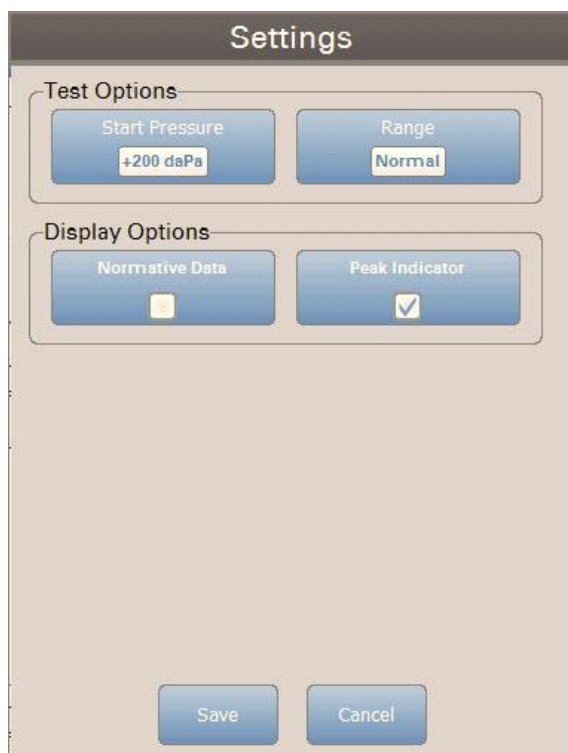 Settings
Test Options
Start Pressure
+200 daPa
Range
Normal
Display Options
Normative Data
Peak Indicator
Save
Cancel